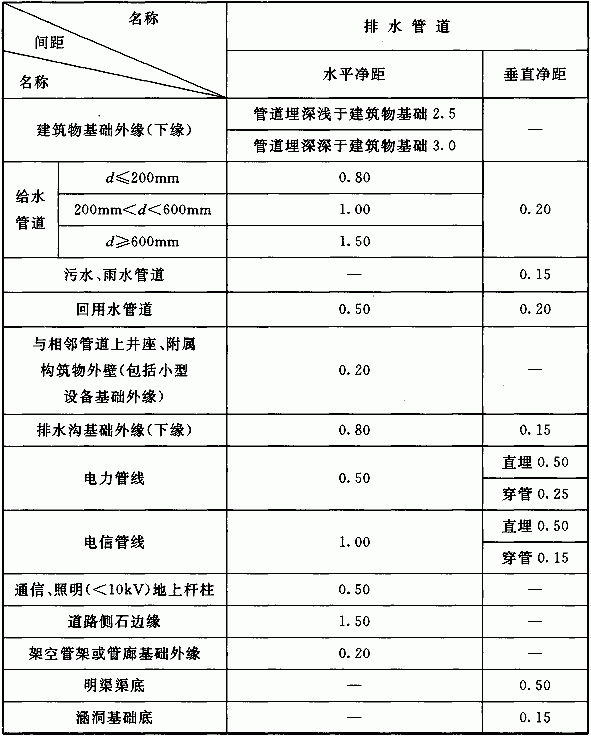 名称
间距
名称
排水管道
水平净距
垂直净距
建筑物基础外缘(下缘)
管道埋深浅于建筑物基础2.5
管道埋深深于建筑物基础3.0
—
给水
管道
d≤200mm
0.80
200mm<d<600mm
1.00
d≥600mm
1.50
0.20
污水、雨水管道
—
0.15
回用水管道
0.50
0.20
与相邻管道上井座、附属
构筑物外壁(包括小型
设备基础外缘)
0.20
—
排水沟基础外缘(下缘)
0.80
0.15
电力管线
0.50
直埋0.50
穿管0.25
电信管线
1.00
直埋0.50
穿管0.15
通信、照明(<10kV)地上杆柱
0.50
—
道路侧石边缘
1.50
—
架空管架或管廊基础外缘
0.20
—
明渠渠底
—
0.50
涵洞基础底
—
0.15